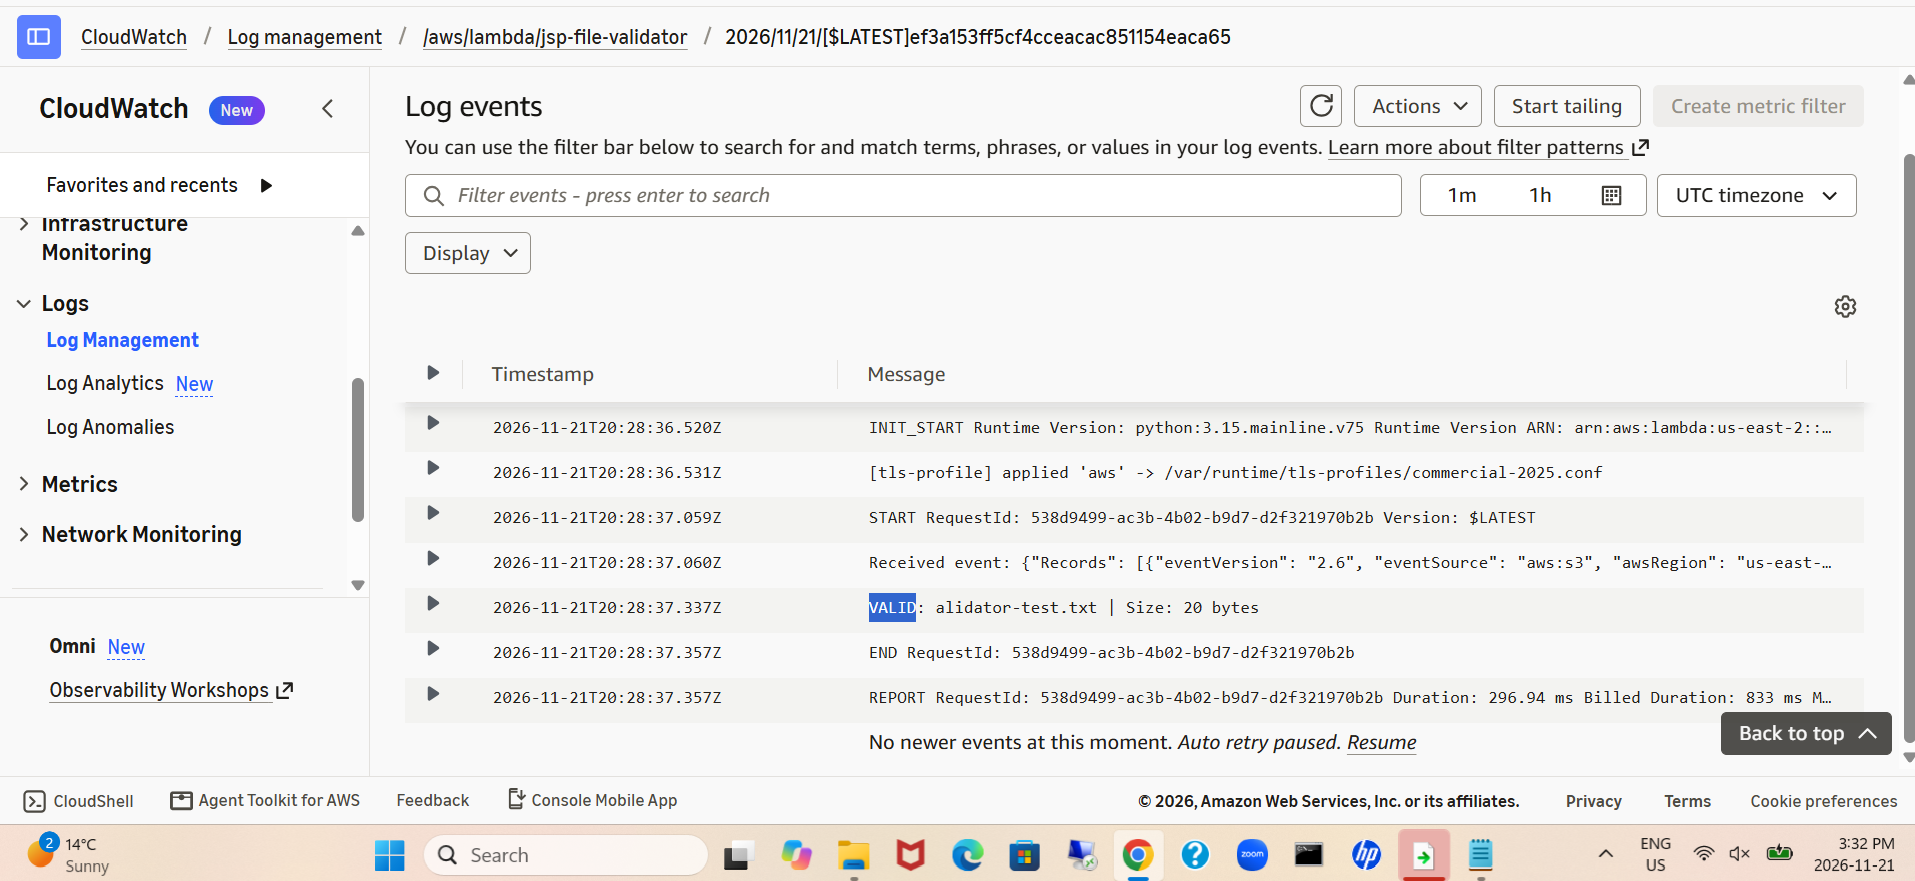 CloudWatch / Log management / /aws/lambda/jsp-file-validator / 2026/11/21/[$LATEST]ef3a153ff5cf4cceacac851154eaca65
CloudWatch New
Favorites and recents
Infrastructure
Monitoring
Logs
Log Management
Log Analytics New
Log Anomalies
Metrics
Network Monitoring
Omni New
Observability Workshops
Log events
Actions
Start tailing
Create metric filter
You can use the filter bar below to search for and match terms, phrases, or values in your log events. Learn more about filter patterns
Filter events - press enter to search
1m 1h
UTC timezone
Display
Timestamp Message
2026-11-21T20:28:36.520Z INIT_START Runtime Version: python:3.15.mainline.v75 Runtime Version ARN: arn:aws:lambda:us-east-2::…
2026-11-21T20:28:36.531Z [tls-profile] applied 'aws' -> /var/runtime/tls-profiles/commercial-2025.conf
2026-11-21T20:28:37.059Z START RequestId: 538d9499-ac3b-4b02-b9d7-d2f321970b2b Version: $LATEST
2026-11-21T20:28:37.060Z Received event: {"Records": [{"eventVersion": "2.6", "eventSource": "aws:s3", "awsRegion": "us-east-…
2026-11-21T20:28:37.337Z VALID: alidator-test.txt | Size: 20 bytes
2026-11-21T20:28:37.357Z END RequestId: 538d9499-ac3b-4b02-b9d7-d2f321970b2b
2026-11-21T20:28:37.357Z REPORT RequestId: 538d9499-ac3b-4b02-b9d7-d2f321970b2b Duration: 296.94 ms Billed Duration: 833 ms M…
No newer events at this moment. Auto retry paused. Resume
Back to top
CloudShell Agent Toolkit for AWS Feedback Console Mobile App © 2026, Amazon Web Services, Inc. or its affiliates. Privacy Terms Cookie preferences
2
14°C
Sunny
Search
zoom
hp
ENG
US
3:32 PM
2026-11-21